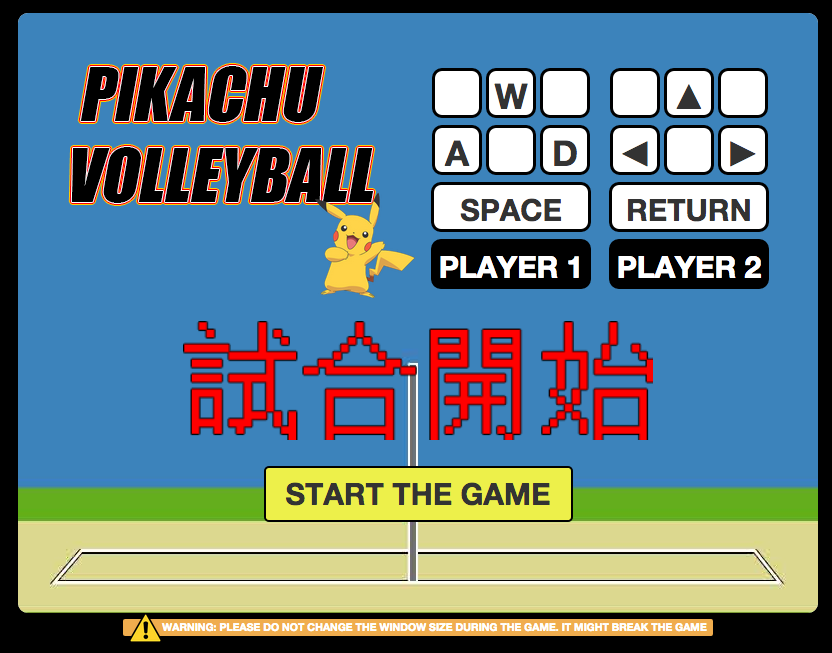 PIKACHU
VOLLEYBALL
W
▲
A
D
◀
▶
SPACE
RETURN
PLAYER 1
PLAYER 2
試合開始
START THE GAME
WARNING: PLEASE DO NOT CHANGE THE WINDOW SIZE DURING THE GAME. IT MIGHT BREAK THE GAME